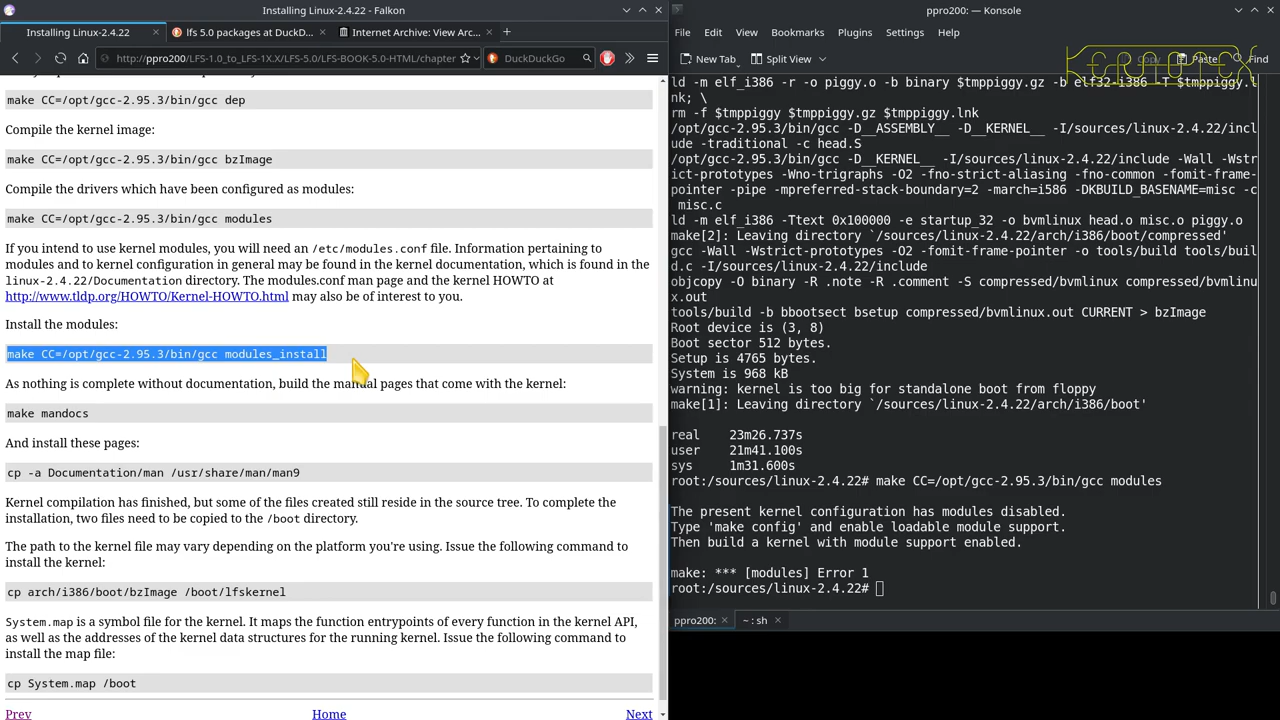 Installing Linux-2.4.22 - Falkon
Installing Linux-2.4.22
lfs 5.0 packages at DuckD...
Internet Archive: View Arc...
http://ppro200/LFS-1.0_to_LFS-1X.X/LFS-5.0/LFS-BOOK-5.0-HTML/chapter
DuckDuckGo
make CC=/opt/gcc-2.95.3/bin/gcc dep
Compile the kernel image:
make CC=/opt/gcc-2.95.3/bin/gcc bzImage
Compile the drivers which have been configured as modules:
make CC=/opt/gcc-2.95.3/bin/gcc modules
If you intend to use kernel modules, you will need an /etc/modules.conf file. Information pertaining to
modules and to kernel configuration in general may be found in the kernel documentation, which is found in the
linux-2.4.22/Documentation directory. The modules.conf man page and the kernel HOWTO at
http://www.tldp.org/HOWTO/Kernel-HOWTO.html may also be of interest to you.
Install the modules:
make CC=/opt/gcc-2.95.3/bin/gcc modules_install
As nothing is complete without documentation, build the manual pages that come with the kernel:
make mandocs
And install these pages:
cp -a Documentation/man /usr/share/man/man9
Kernel compilation has finished, but some of the files created still reside in the source tree. To complete the
installation, two files need to be copied to the /boot directory.
The path to the kernel file may vary depending on the platform you're using. Issue the following command to
install the kernel:
cp arch/i386/boot/bzImage /boot/lfskernel
System.map is a symbol file for the kernel. It maps the function entrypoints of every function in the kernel API,
as well as the addresses of the kernel data structures for the running kernel. Issue the following command to
install the map file:
cp System.map /boot
Prev
Home
Next
ppro200: — Konsole
File Edit View Bookmarks Plugins Settings Help
New Tab
Split View
Copy
Paste
Find
ld -m elf_i386 -r -o piggy.o -b binary $tmppiggy.gz -b elf32-i386 -T $tmppiggy.l
nk; \
rm -f $tmppiggy $tmppiggy.gz $tmppiggy.lnk
/opt/gcc-2.95.3/bin/gcc -D__ASSEMBLY__ -D__KERNEL__ -I/sources/linux-2.4.22/incl
ude -traditional -c head.S
/opt/gcc-2.95.3/bin/gcc -D__KERNEL__ -I/sources/linux-2.4.22/include -Wall -Wstr
ict-prototypes -Wno-trigraphs -O2 -fno-strict-aliasing -fno-common -fomit-frame-
pointer -pipe -mpreferred-stack-boundary=2 -march=i586 -DKBUILD_BASENAME=misc -c
misc.c
ld -m elf_i386 -Ttext 0x100000 -e startup_32 -o bvmlinux head.o misc.o piggy.o
make[2]: Leaving directory `/sources/linux-2.4.22/arch/i386/boot/compressed'
gcc -Wall -Wstrict-prototypes -O2 -fomit-frame-pointer -o tools/build tools/buil
d.c -I/sources/linux-2.4.22/include
objcopy -O binary -R .note -R .comment -S compressed/bvmlinux compressed/bvmlinu
x.out
tools/build -b bbootsect bsetup compressed/bvmlinux.out CURRENT > bzImage
Root device is (3, 8)
Boot sector 512 bytes.
Setup is 4765 bytes.
System is 968 kB
warning: kernel is too big for standalone boot from floppy
make[1]: Leaving directory `/sources/linux-2.4.22/arch/i386/boot'
real 23m26.737s
user 21m41.100s
sys 1m31.600s
root:/sources/linux-2.4.22# make CC=/opt/gcc-2.95.3/bin/gcc modules
The present kernel configuration has modules disabled.
Type 'make config' and enable loadable module support.
Then build a kernel with module support enabled.
make: *** [modules] Error 1
root:/sources/linux-2.4.22#
ppro200:
~ : sh